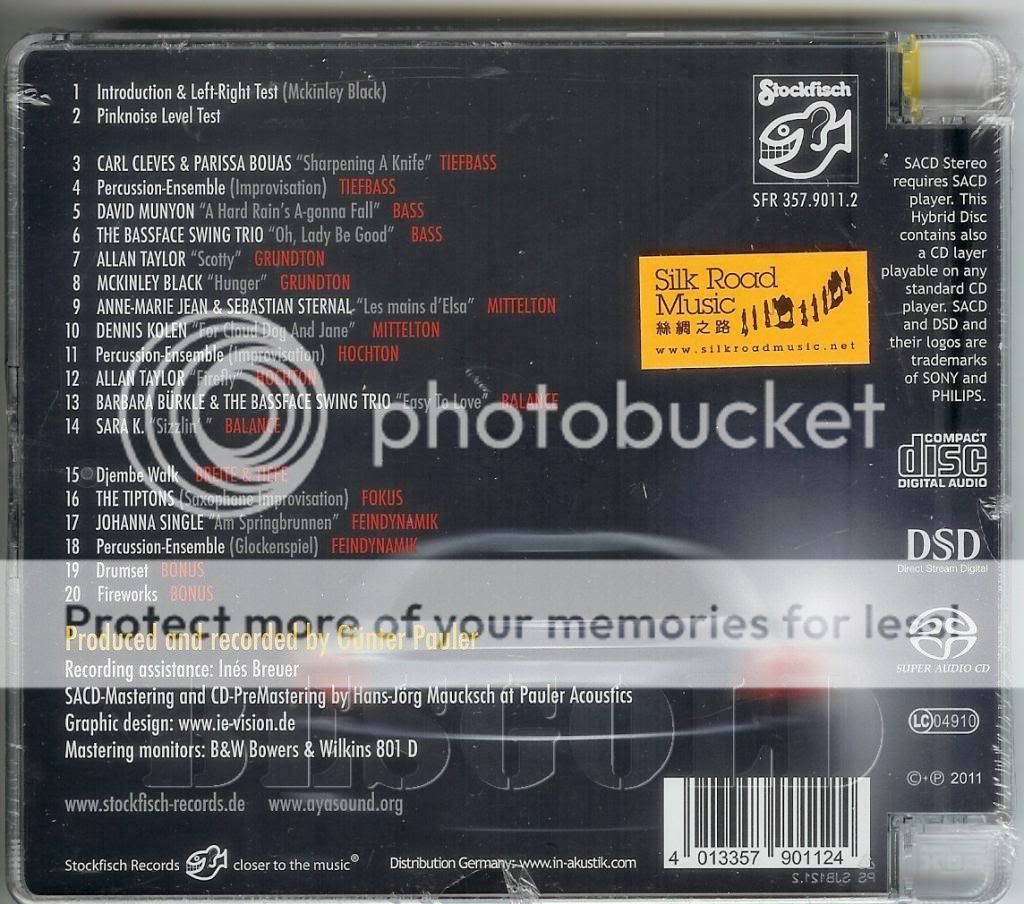 1 Introduction & Left-Right Test (Mckinley Black)
2 Pinknoise Level Test
3 CARL CLEVES & PARISSA BOUAS "Sharpening A Knife" TIEFBASS
4 Percussion-Ensemble (Improvisation) TIEFBASS
5 DAVID MUNYON "A Hard Rain's A-gonna Fall" BASS
6 THE BASSFACE SWING TRIO "Oh, Lady Be Good" BASS
7 ALLAN TAYLOR "Scotty" GRUNDTON
8 MCKINLEY BLACK "Hunger" GRUNDTON
9 ANNE-MARIE JEAN & SEBASTIAN STERNAL "Les mains d'Elsa" MITTELTON
10 DENNIS KOLEN "For Cloud Dog And Jane" MITTELTON
11 Percussion-Ensemble (Improvisation) HOCHTON
12 ALLAN TAYLOR "Firefly" HOCHTON
13 BARBARA BÜRKLE & THE BASSFACE SWING TRÍO "Easy To Love" BALANCE
14 SARA K. "Sizzlin'" BALANCE
15 Djembe Walk BREITE & TIEFE
16 THE TIPTONS (Saxophone Improvisation) FOKUS
17 JOHANNA SINGLE "Am Springbrunnen" FEINDYNAMIK
18 Percussion-Ensemble (Glockenspiel) FEINDYNAMIK
19 Drumset BONUS
20 Fireworks BONUS
Produced and recorded by Günter Pauler
Recording assistance: Inés Breuer
SACD-Mastering and CD-PreMastering by Hans-Jörg Maucksch at Pauler Acoustics
Graphic design: www.ie-vision.de
Mastering monitors: B&W Bowers & Wilkins 801 D
www.stockfisch-records.de www.ayasound.org
Stockfisch Records closer to the music®
Distribution Germany: www.in-akustik.com
Stockfisch
SFR 357.9011.2
Silk Road
Music
絲綢之路
www.silkroadmusic.net
SACD Stereo
requires SACD
player. This
Hybrid Disc
contains also
a CD layer
playable on any
standard CD
player. SACD
and DSD and
their logos are
trademarks
of SONY and
PHILIPS.
COMPACT
disc
DIGITAL AUDIO
DSD
Direct Stream Digital
SUPER AUDIO CD
LC 04910
©+℗ 2011
4 013357 901124
PS SJB121.2
photobucket
Protect more of your memories for less!